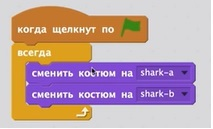 когда щелкнут по
всегда
сменить костюм на shark-a
сменить костюм на shark-b